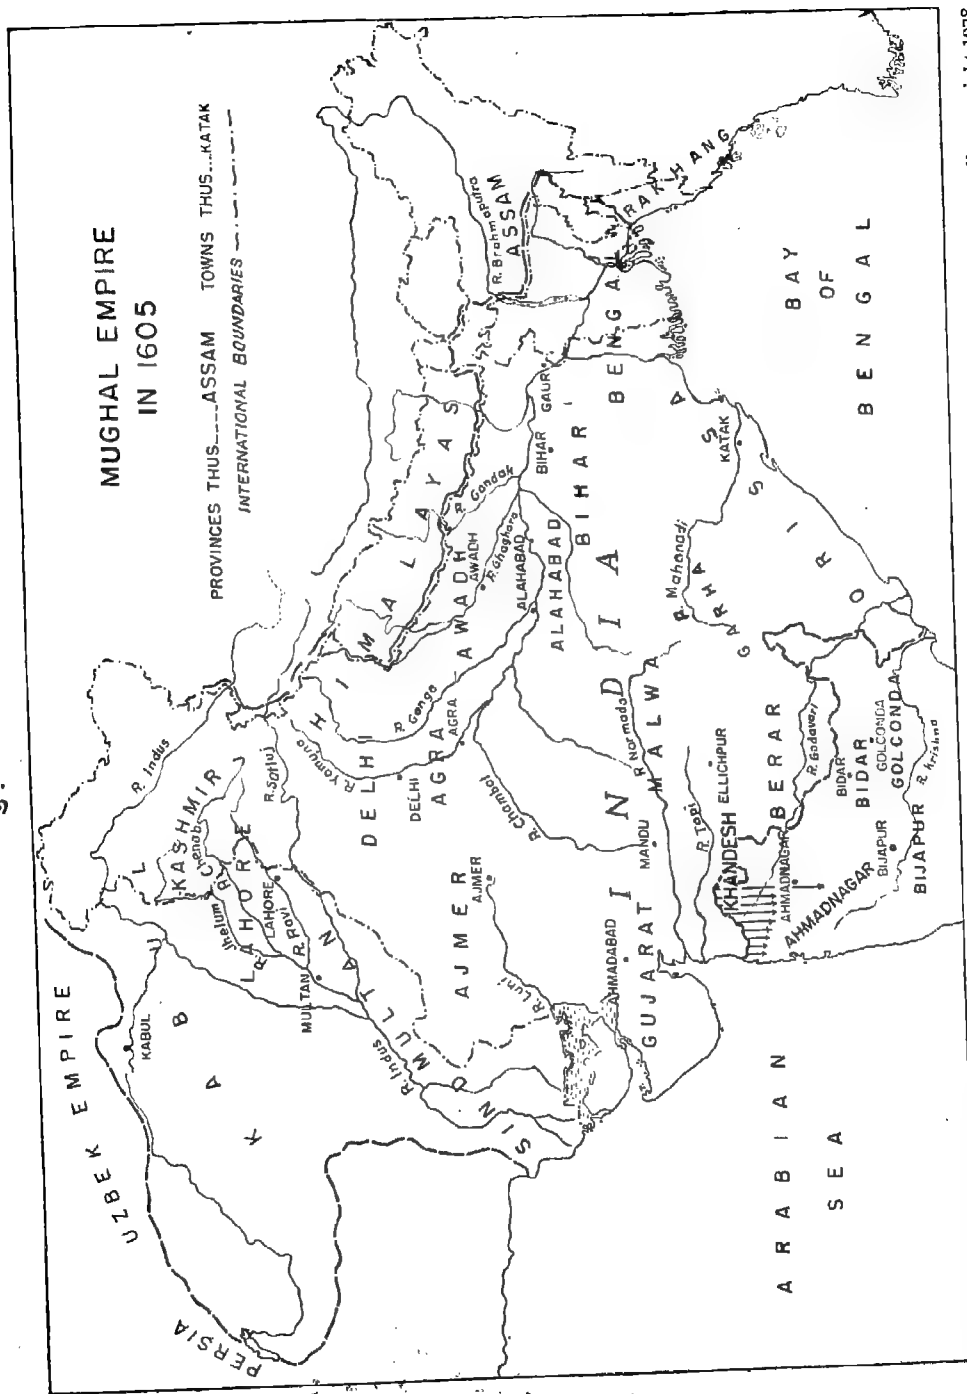 MUGHAL EMPIRE
IN 1605
PROVINCES THUS----ASSAM TOWNS THUS...KATAK
INTERNATIONAL BOUNDARIES
UZBEK EMPIRE
PERSIA
KABUL
KABUL
KASHMIR
R. Indus
R. Chenab
R. Jhelum
LAHORE
LAHORE
R. Ravi
R. Satluj
MULTAN
MULTAN
R. Indus
SIND
HIMALAYAS
DELHI
DELHI
R. Yamuna
R. Ganga
AGRA
AGRA
AWADH
AWADH
R. Ghaghara
R. Gandak
ALAHABAD
ALAHABAD
ALAHABAD
BIHAR
BIHAR
GAUR
BENGAL
R. Brahmaputra
ASSAM
RAKHANG
AJMER
AJMER
R. Luni
R. Chambal
AHMADABAD
GUJARAT
MANDU
MALWA
R Narmada
R. Tapi
INDIA
KHANDESH
ELLICHPUR
BERAR
GARHA
R. Mahanadi
KATAK
ORISSA
AHMADNAGAR
AHMADNAGAR
R. Godavari
BIDAR
BIDAR
GOLCONDA
GOLCONDA
BIJAPUR
BIJAPUR
R. Krishna
ARABIAN
SEA
BAY
OF
BENGAL